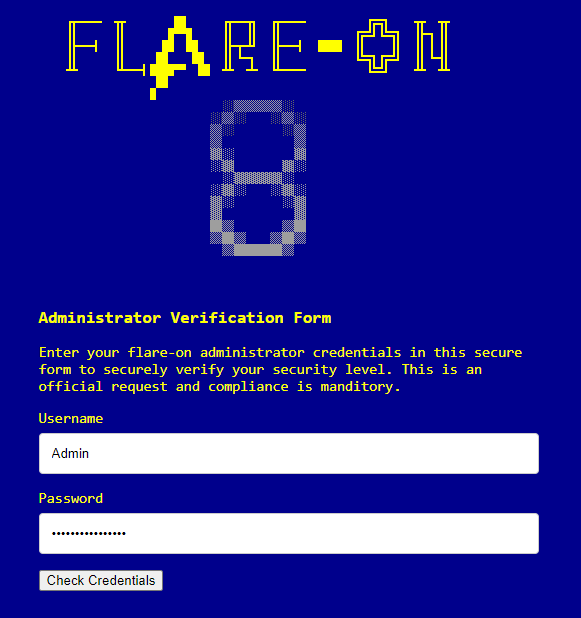 FLARE-ON
8
Administrator Verification Form
Enter your flare-on administrator credentials in this secure
form to securely verify your security level. This is an
official request and compliance is manditory.
Username
Admin
Password
••••••••••••••••
Check Credentials